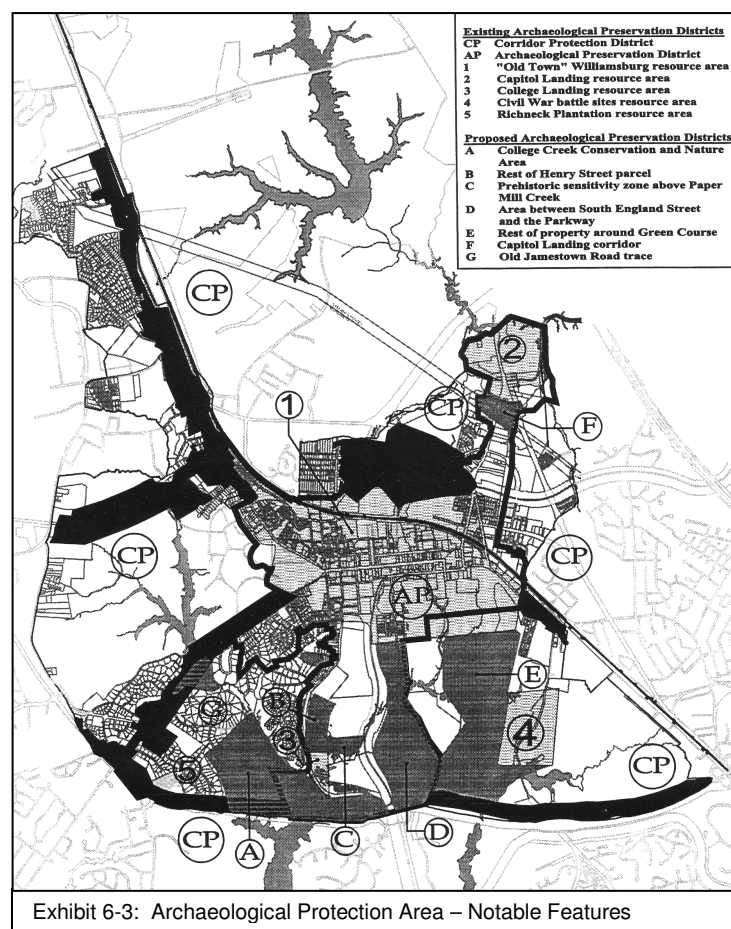 Existing Archaeological Preservation Districts
CP Corridor Protection District
AP Archaeological Preservation District
1 "Old Town" Williamsburg resource area
2 Capitol Landing resource area
3 College Landing resource area
4 Civil War battle sites resource area
5 Richneck Plantation resource area
Proposed Archaeological Preservation Districts
A College Creek Conservation and Nature
Area
B Rest of Henry Street parcel
C Prehistoric sensitivity zone above Paper
Mill Creek
D Area between South England Street
and the Parkway
E Rest of property around Green Course
F Capitol Landing corridor
G Old Jamestown Road trace
CP
2
1
CP
F
CP
CP
AP
E
G
B
3
4
5
CP
CP
A
C
D
Exhibit 6-3: Archaeological Protection Area – Notable Features